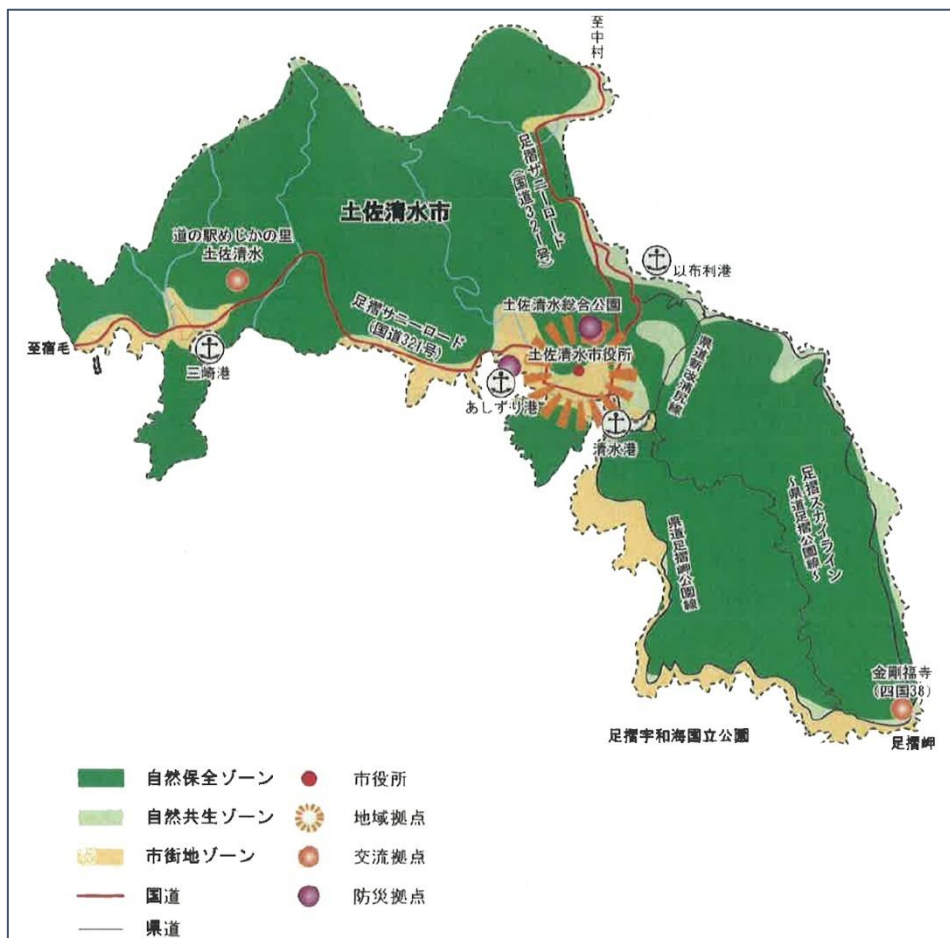 至中村
足摺サニーロード
(国道321号)
土佐清水市
道の駅めじかの里
土佐清水
以布利港
土佐清水総合公園
足摺サニーロード
(国道321号)
至宿毛
三崎港
土佐清水市役所
あしずり港
清水港
足摺スカイライン
~県道足摺公園線~
県道足摺岬公園線
金剛福寺
(四国38)
足摺宇和海国立公園
足摺岬
自然保全ゾーン
市役所
自然共生ゾーン
地域拠点
市街地ゾーン
交流拠点
国道
防災拠点
県道